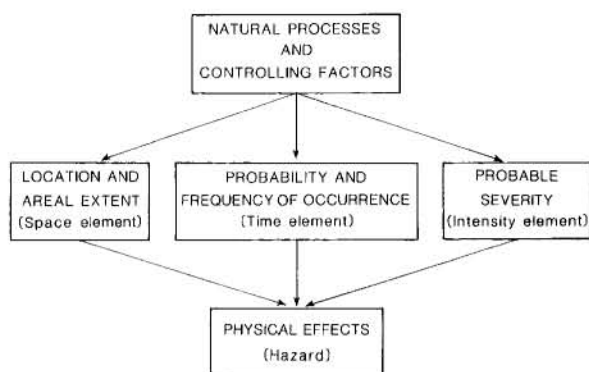 NATURAL PROCESSES
AND
CONTROLLING FACTORS
LOCATION AND
AREAL EXTENT
(Space element)
PROBABILITY AND
FREQUENCY OF OCCURRENCE
(Time element)
PROBABLE
SEVERITY
(Intensity element)
PHYSICAL EFFECTS
(Hazard)